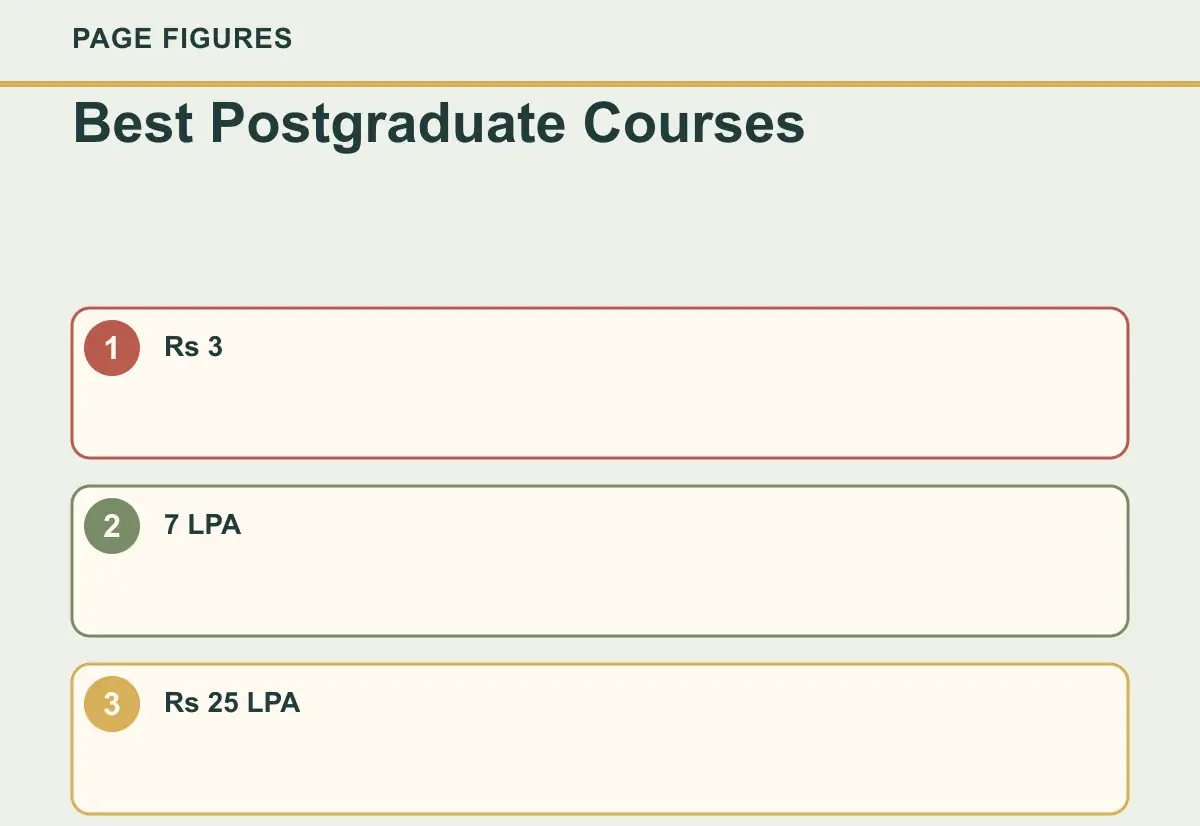 PAGE FIGURES
Best Postgraduate Courses
1 Rs 3
2 7 LPA
3 Rs 25 LPA